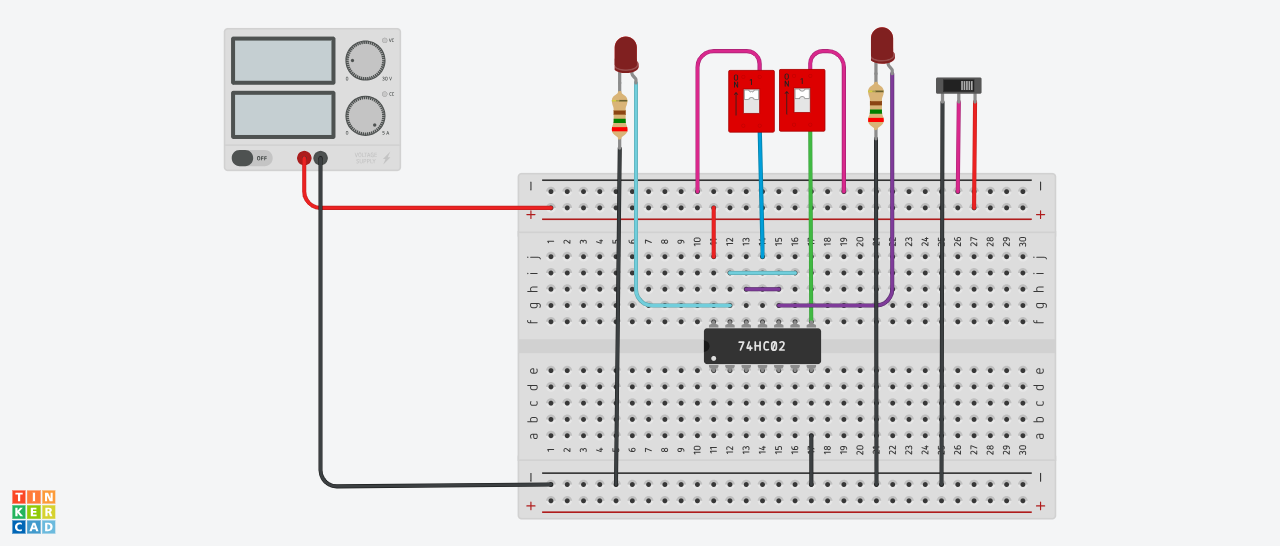 VI
0 30 V
CI
0 5 A
OFF
VOLTAGE
SUPPLY
ON
1
ON
1
− −
+ +
1 2 3 4 5 6 7 8 9 10 11 12 13 14 15 16 17 18 19 20 21 22 23 24 25 26 27 28 29 30
j j
i i
h h
g g
f f
74HC02
e e
d d
c c
b b
a a
1 2 3 4 5 6 7 8 9 10 11 12 13 14 15 16 17 18 19 20 21 22 23 24 25 26 27 28 29 30
− −
+ +
TIN
KER
CAD